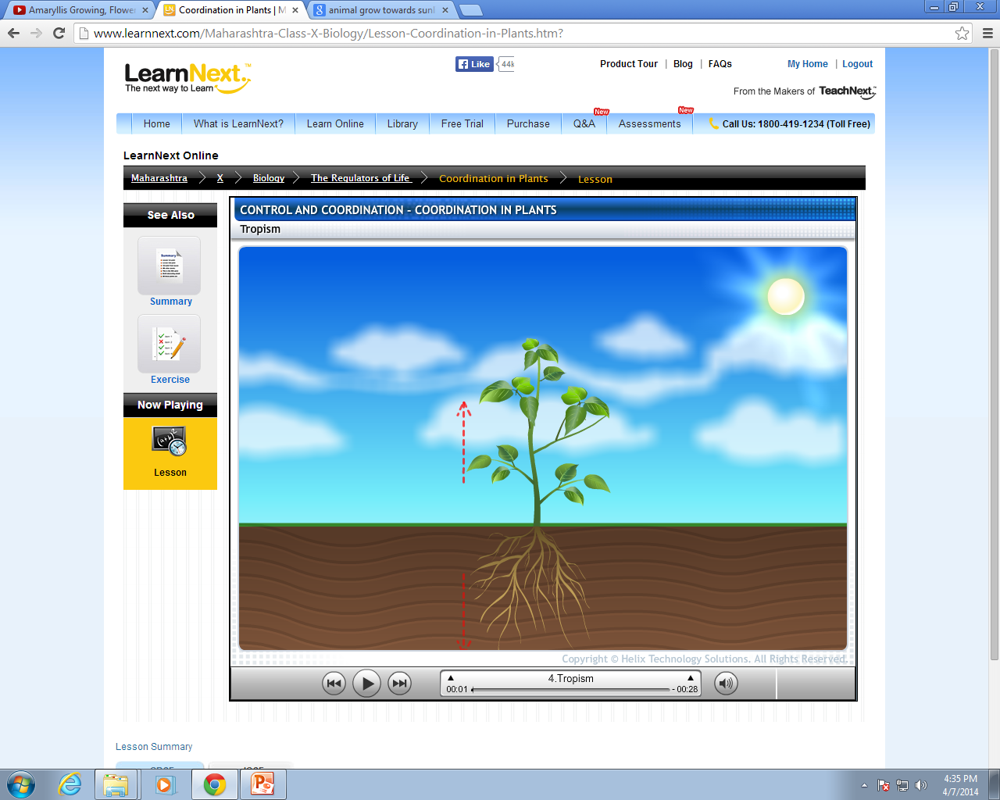 Amaryllis Growing, Flower
Coordination in Plants | M
animal grow towards sunl
www.learnnext.com/Maharashtra-Class-X-Biology/Lesson-Coordination-in-Plants.htm?
LearnNext.™
The next way to Learn
Like
44k
Product Tour | Blog | FAQs
My Home | Logout
From the Makers of TeachNext.™
Home
What is LearnNext?
Learn Online
Library
Free Trial
Purchase
Q&A
New
Assessments
New
Call Us: 1800-419-1234 (Toll Free)
LearnNext Online
Maharashtra
X
Biology
The Regulators of Life
Coordination in Plants
Lesson
See Also
Summary
Summary
Exercise
Now Playing
Lesson
CONTROL AND COORDINATION - COORDINATION IN PLANTS
Tropism
Copyright © Helix Technology Solutions. All Rights Reserved.
4.Tropism
00:01
- 00:28
Lesson Summary
4:35 PM
4/7/2014